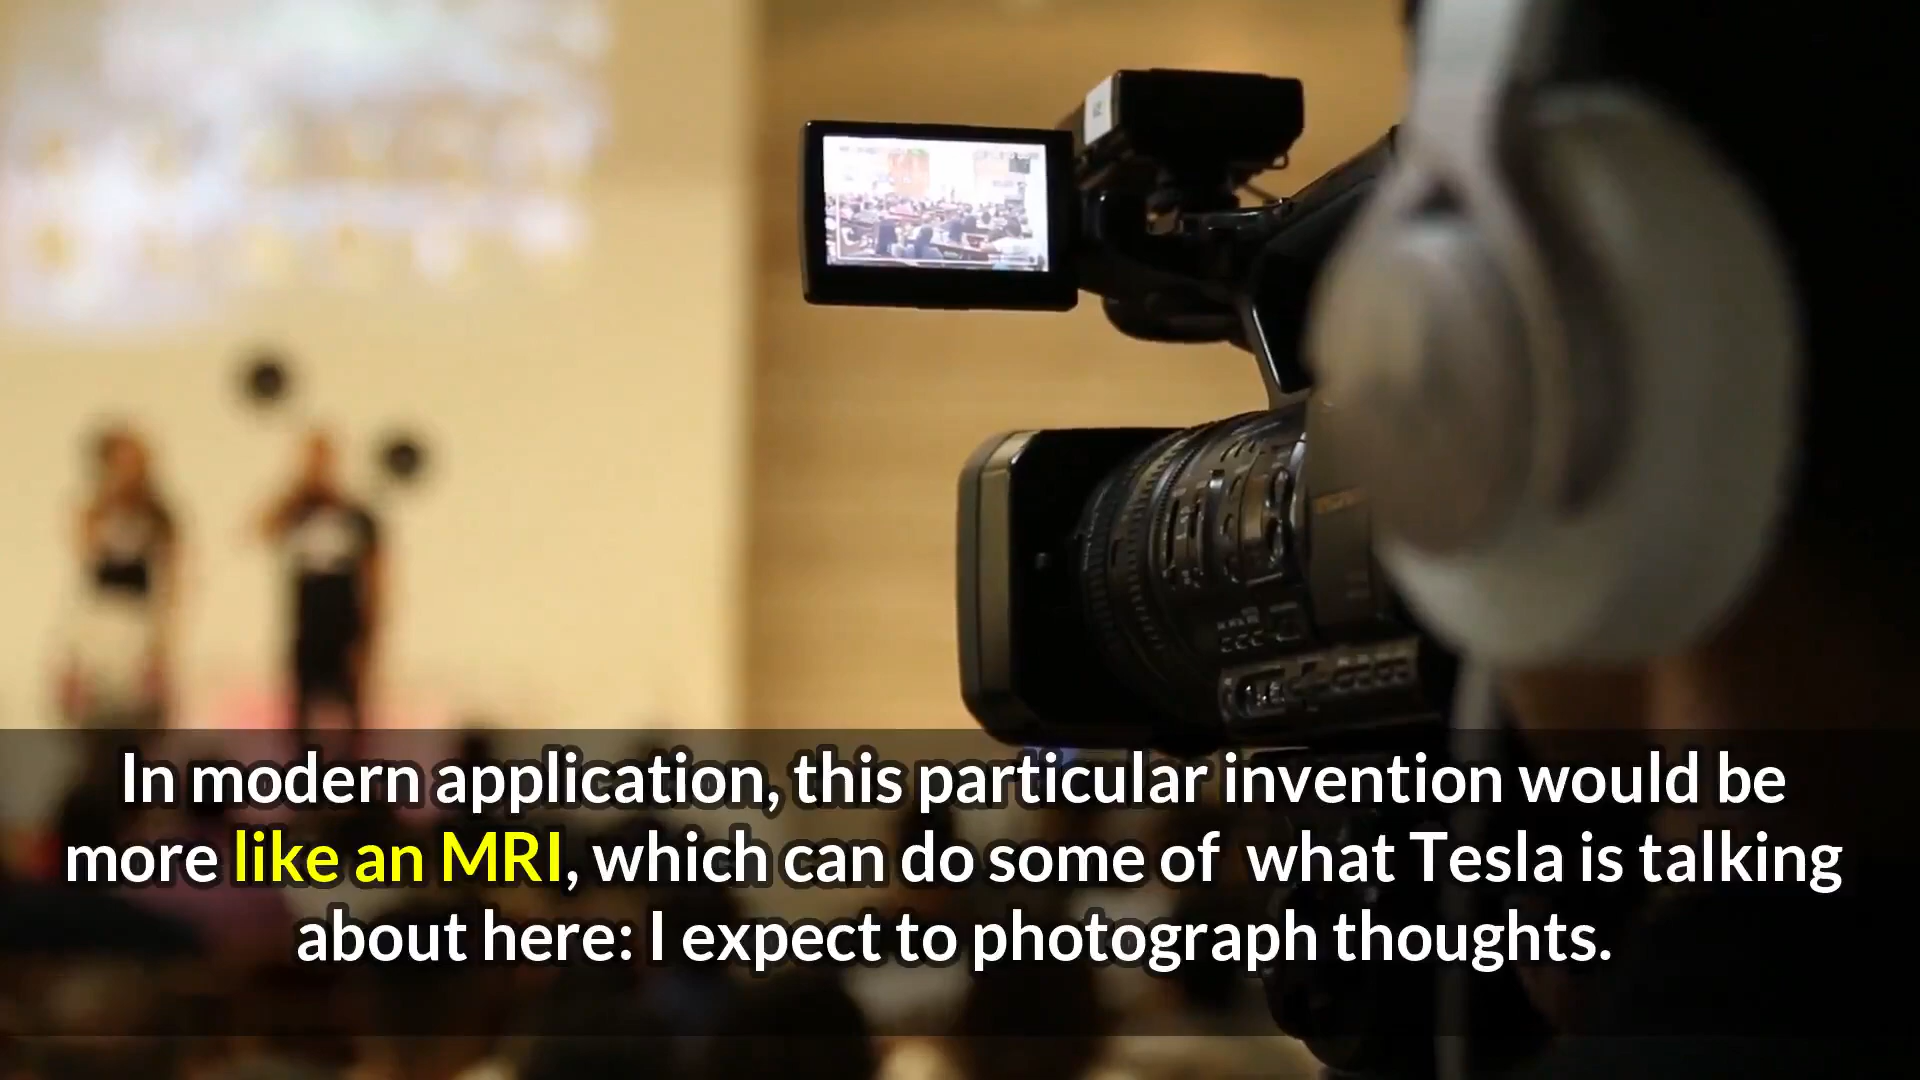 In modern application, this particular invention would be
more like an MRI, which can do some of  what Tesla is talking
about here: I expect to photograph thoughts.